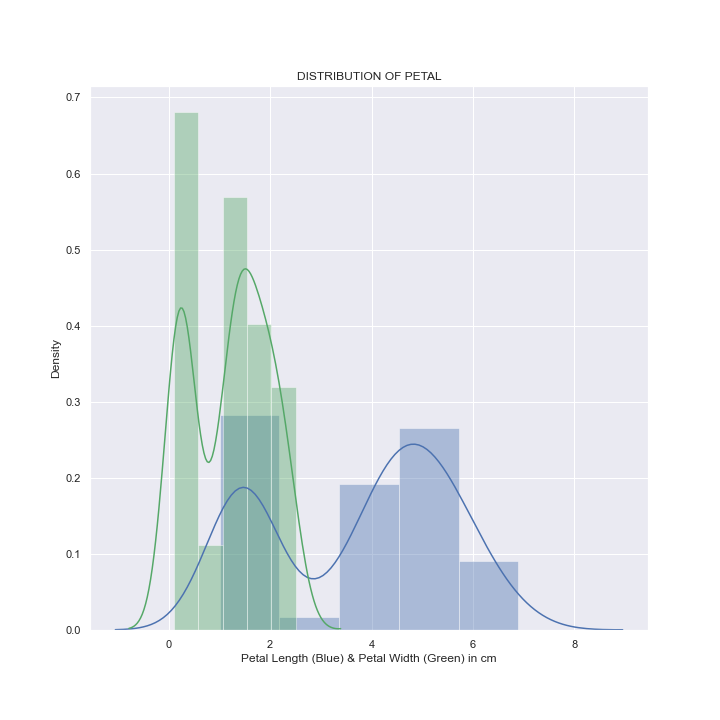 DISTRIBUTION OF PETAL
0.7
0.6
0.5
0.4
0.3
0.2
0.1
0.0
Density
0 2 4 6 8
Petal Length (Blue) & Petal Width (Green) in cm